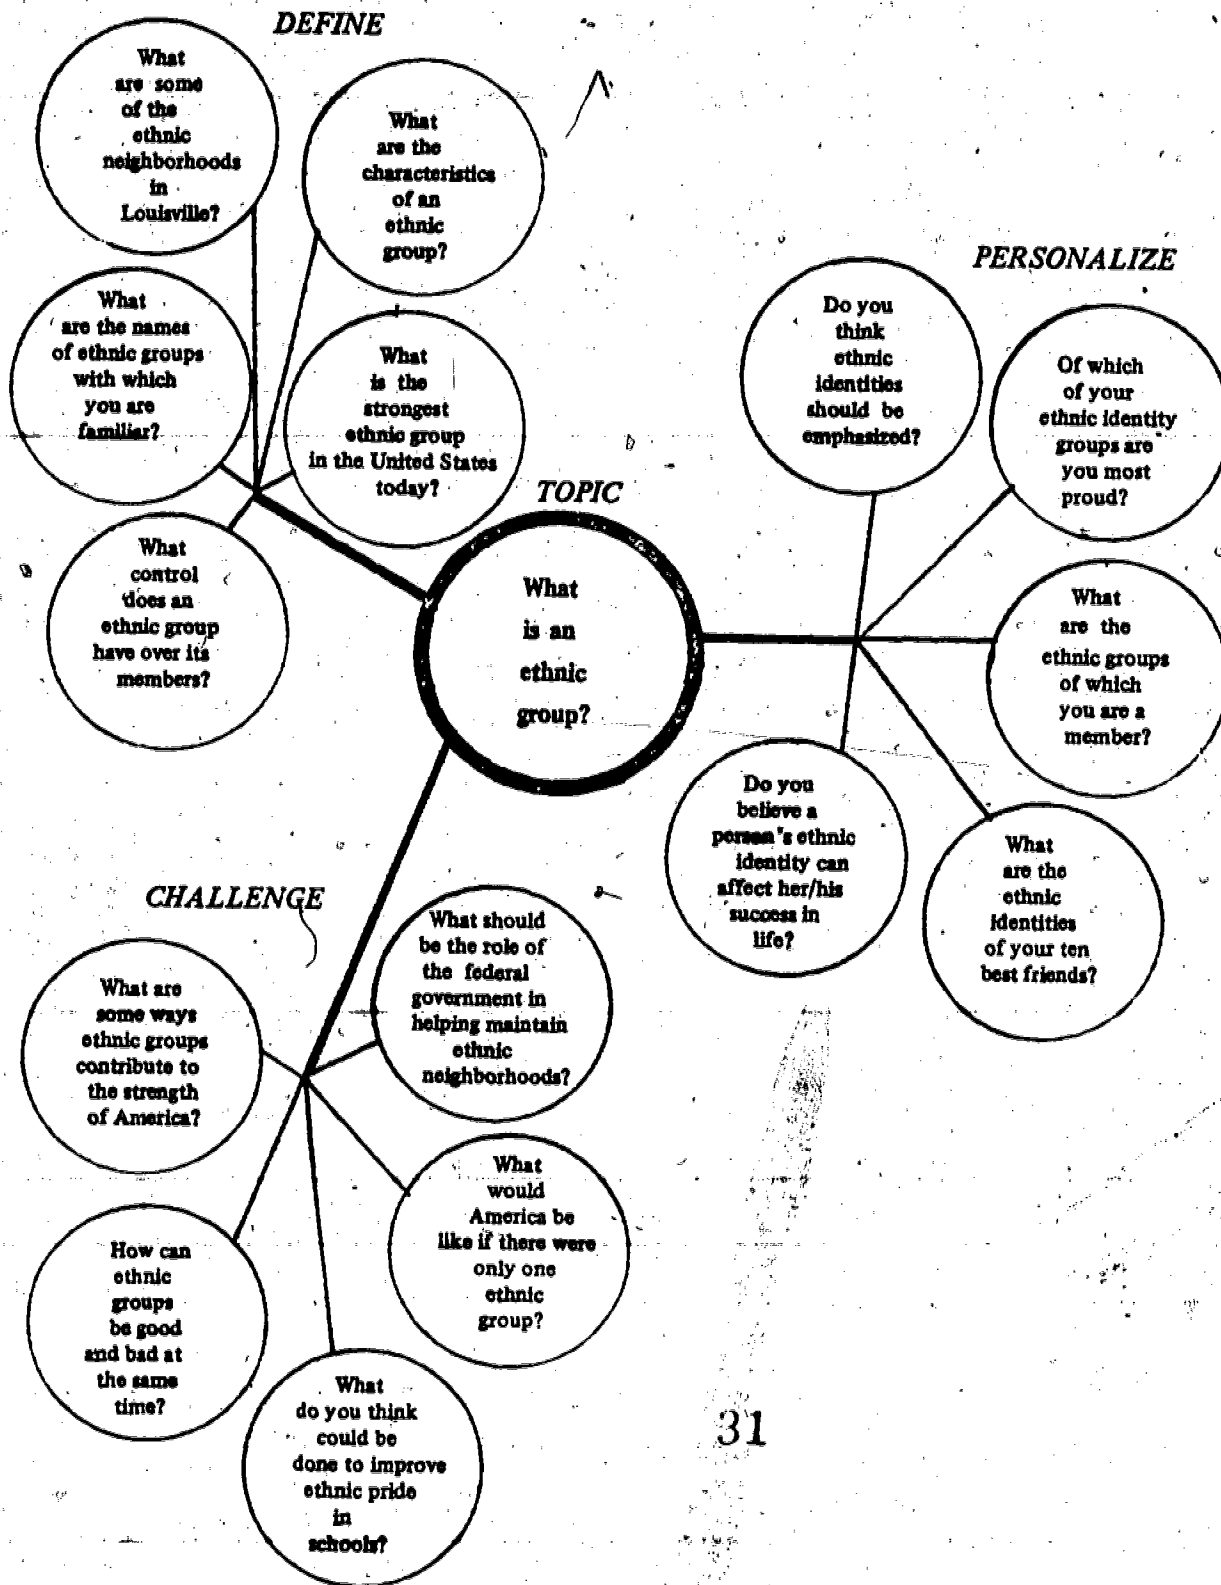 DEFINE
What
are some
of the
ethnic
neighborhoods
in
Louisville?
What
are the
characteristics
of an
ethnic
group?
What
are the names
of ethnic groups
with which
you are
familiar?
What
is the
strongest
ethnic group
in the United States
today?
What
control
does an
ethnic group
have over its
members?
TOPIC
What
is an
ethnic
group?
PERSONALIZE
Do you
think
ethnic
identities
should be
emphasized?
Of which
of your
ethnic identity
groups are
you most
proud?
What
are the
ethnic groups
of which
you are a
member?
Do you
believe a
person's ethnic
identity can
affect her/his
success in
life?
What
are the
ethnic
identities
of your ten
best friends?
CHALLENGE
What should
be the role of
the federal
government in
helping maintain
ethnic
neighborhoods?
What are
some ways
ethnic groups
contribute to
the strength
of America?
What
would
America be
like if there were
only one
ethnic
group?
How can
ethnic
groups
be good
and bad at
the same
time?
What
do you think
could be
done to improve
ethnic pride
in
schools?
31